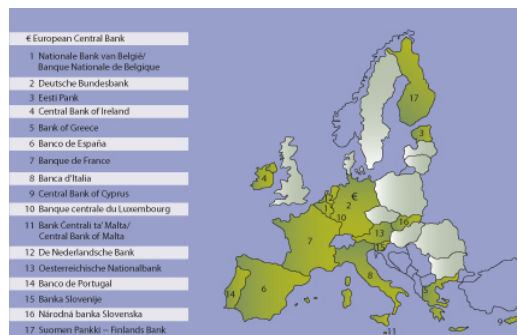 € European Central Bank
1 Nationale Bank van België/
Banque Nationale de Belgique
2 Deutsche Bundesbank
3 Eesti Pank
4 Central Bank of Ireland
5 Bank of Greece
6 Banco de España
7 Banque de France
8 Banca d'Italia
9 Central Bank of Cyprus
10 Banque centrale du Luxembourg
11 Bank Ċentrali ta' Malta/
Central Bank of Malta
12 De Nederlandsche Bank
13 Oesterreichische Nationalbank
14 Banco de Portugal
15 Banka Slovenije
16 Národná banka Slovenska
17 Suomen Pankki – Finlands Bank
17
3
4
12
€
1
2
10
16
7
13
15
14
6
8
5
11
9